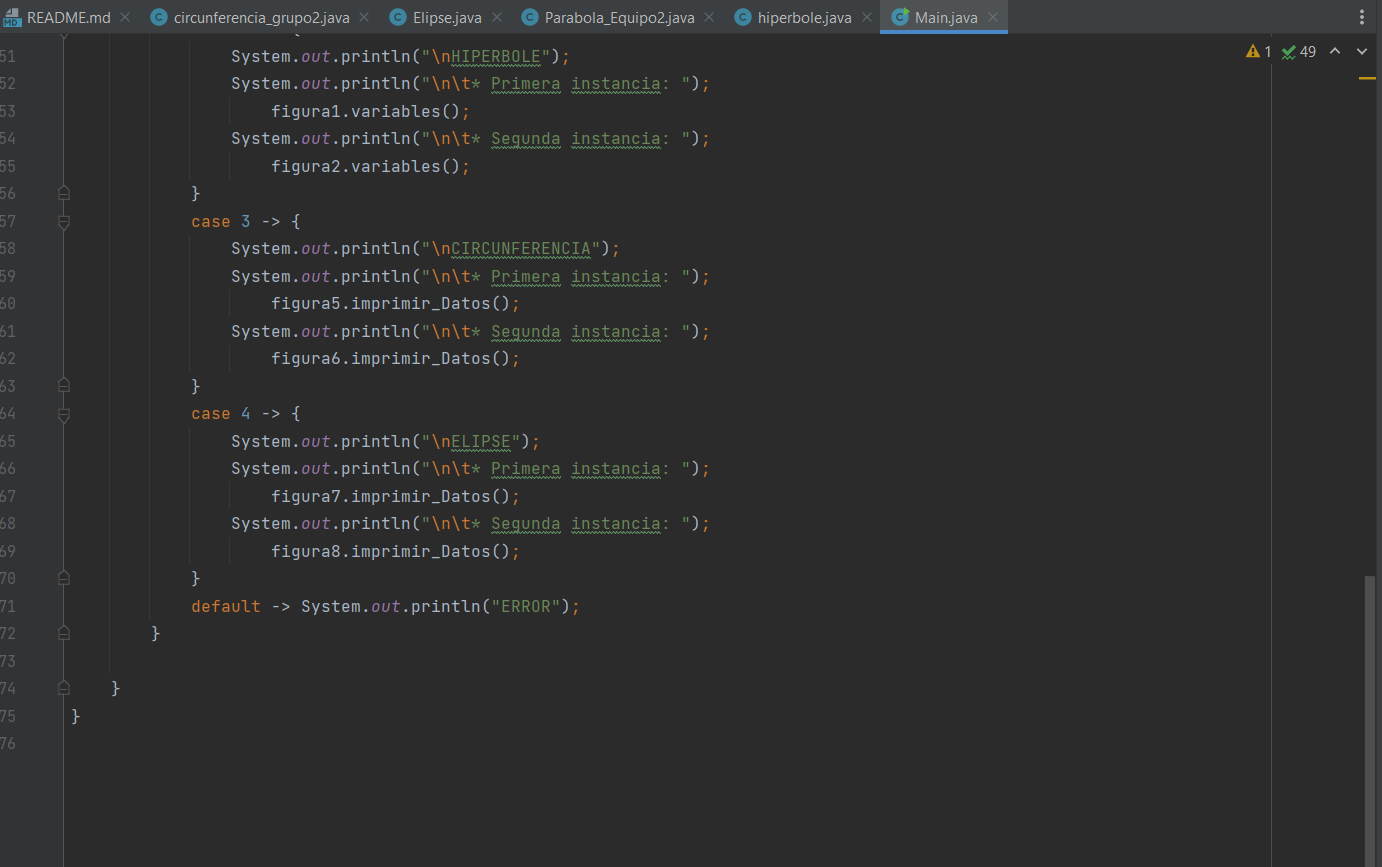 MD README.md × C circunferencia_grupo2.java × C Elipse.java × C Parabola_Equipo2.java × C hiperbole.java × C Main.java ×
1 49
51 System.out.println("\nHIPERBOLE");
52 System.out.println("\n\t* Primera instancia: ");
53 figura1.variables();
54 System.out.println("\n\t* Segunda instancia: ");
55 figura2.variables();
56 }
57 case 3 -> {
58 System.out.println("\nCIRCUNFERENCIA");
59 System.out.println("\n\t* Primera instancia: ");
60 figura5.imprimir_Datos();
61 System.out.println("\n\t* Segunda instancia: ");
62 figura6.imprimir_Datos();
63 }
64 case 4 -> {
65 System.out.println("\nELIPSE");
66 System.out.println("\n\t* Primera instancia: ");
67 figura7.imprimir_Datos();
68 System.out.println("\n\t* Segunda instancia: ");
69 figura8.imprimir_Datos();
70 }
71 default -> System.out.println("ERROR");
72 }
73
74 }
75 }
76